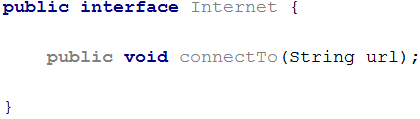 public interface Internet {
public void connectTo(String url);
}